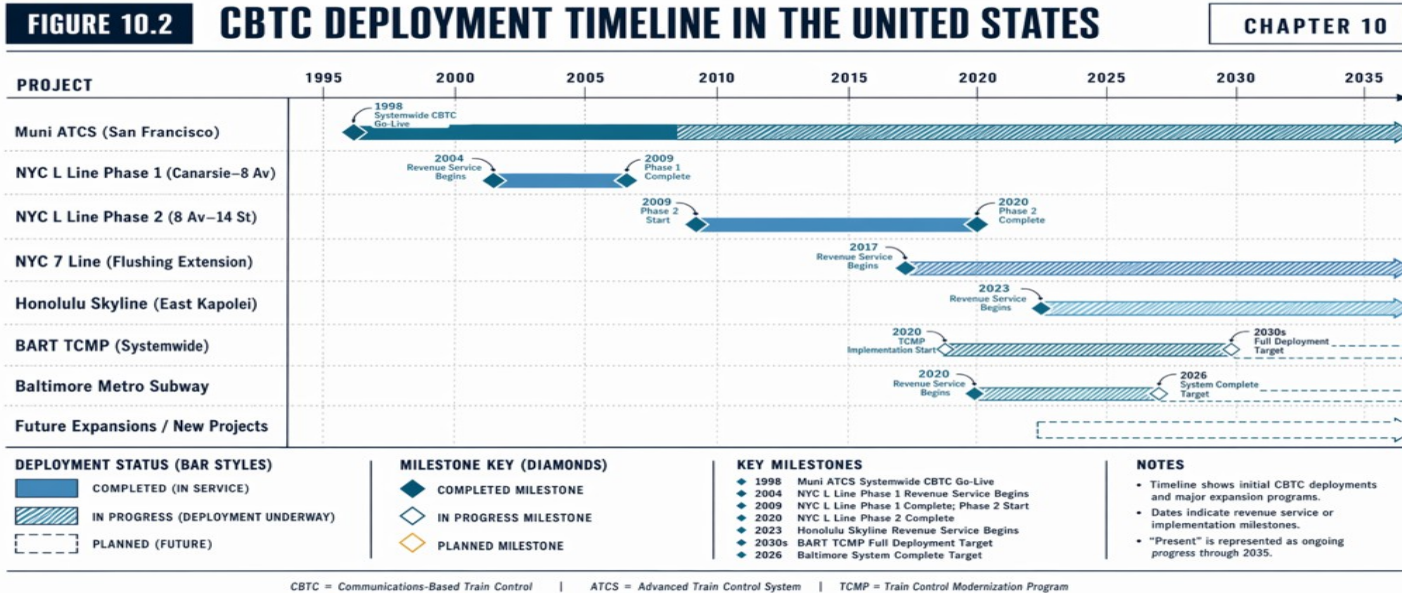 FIGURE 10.2
CBTC DEPLOYMENT TIMELINE IN THE UNITED STATES
CHAPTER 10
PROJECT
1995 2000 2005 2010 2015 2020 2025 2030 2035
Muni ATCS (San Francisco)
1998
Systemwide CBTC
Go-Live
NYC L Line Phase 1 (Canarsie–8 Av)
2004
Revenue Service
Begins
2009
Phase 1
Complete
NYC L Line Phase 2 (8 Av–14 St)
2009
Phase 2
Start
2020
Phase 2
Complete
NYC 7 Line (Flushing Extension)
2017
Revenue Service
Begins
Honolulu Skyline (East Kapolei)
2023
Revenue Service
Begins
BART TCMP (Systemwide)
2020
TCMP
Implementation Start
2030s
Full Deployment
Target
Baltimore Metro Subway
2020
Revenue Service
Begins
2026
System Complete
Target
Future Expansions / New Projects
DEPLOYMENT STATUS (BAR STYLES)
COMPLETED (IN SERVICE)
IN PROGRESS (DEPLOYMENT UNDERWAY)
PLANNED (FUTURE)
MILESTONE KEY (DIAMONDS)
COMPLETED MILESTONE
IN PROGRESS MILESTONE
PLANNED MILESTONE
KEY MILESTONES
1998 Muni ATCS Systemwide CBTC Go-Live
2004 NYC L Line Phase 1 Revenue Service Begins
2009 NYC L Line Phase 1 Complete; Phase 2 Start
2020 NYC L Line Phase 2 Complete
2023 Honolulu Skyline Revenue Service Begins
2030s BART TCMP Full Deployment Target
2026 Baltimore System Complete Target
NOTES
• Timeline shows initial CBTC deployments
and major expansion programs.
• Dates indicate revenue service or
implementation milestones.
• "Present" is represented as ongoing
progress through 2035.
CBTC = Communications-Based Train Control | ATCS = Advanced Train Control System | TCMP = Train Control Modernization Program